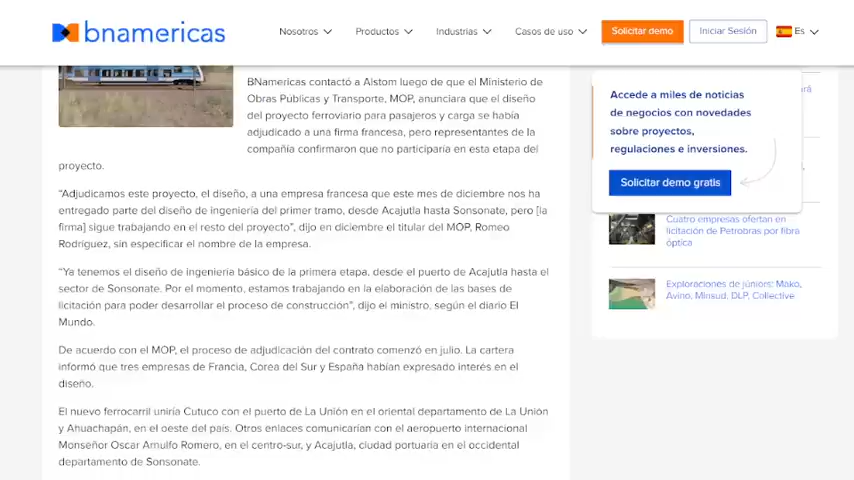 bnamericas
Nosotros
Productos
Industrias
Casos de uso
Solicitar demo
Iniciar Sesión
Es
BNamericas contactó a Alstom luego de que el Ministerio de
Obras Públicas y Transporte, MOP, anunciara que el diseño
del proyecto ferroviario para pasajeros y carga se había
adjudicado a una firma francesa, pero representantes de la
compañía confirmaron que no participaría en esta etapa del
proyecto.
“Adjudicamos este proyecto, el diseño, a una empresa francesa que este mes de diciembre nos ha
entregado parte del diseño de ingeniería del primer tramo, desde Acajutla hasta Sonsonate, pero [la
firma] sigue trabajando en el resto del proyecto”, dijo en diciembre el titular del MOP, Romeo
Rodríguez, sin especificar el nombre de la empresa.
“Ya tenemos el diseño de ingeniería básico de la primera etapa, desde el puerto de Acajutla hasta el
sector de Sonsonate. Por el momento, estamos trabajando en la elaboración de las bases de
licitación para poder desarrollar el proceso de construcción”, dijo el ministro, según el diario El
Mundo.
De acuerdo con el MOP, el proceso de adjudicación del contrato comenzó en julio. La cartera
informó que tres empresas de Francia, Corea del Sur y España habían expresado interés en el
diseño.
El nuevo ferrocarril uniría Cutuco con el puerto de La Unión en el oriental departamento de La Unión
y Ahuachapán, en el oeste del país. Otros enlaces comunicarían con el aeropuerto internacional
Monseñor Oscar Arnulfo Romero, en el centro-sur, y Acajutla, ciudad portuaria en el occidental
departamento de Sonsonate.
Accede a miles de noticias
de negocios con novedades
sobre proyectos,
regulaciones e inversiones.
Solicitar demo gratis
Cuatro empresas ofertan en
licitación de Petrobras por fibra
óptica
Exploraciones de júniors: Mako,
Avino, Minsud, DLP, Collective